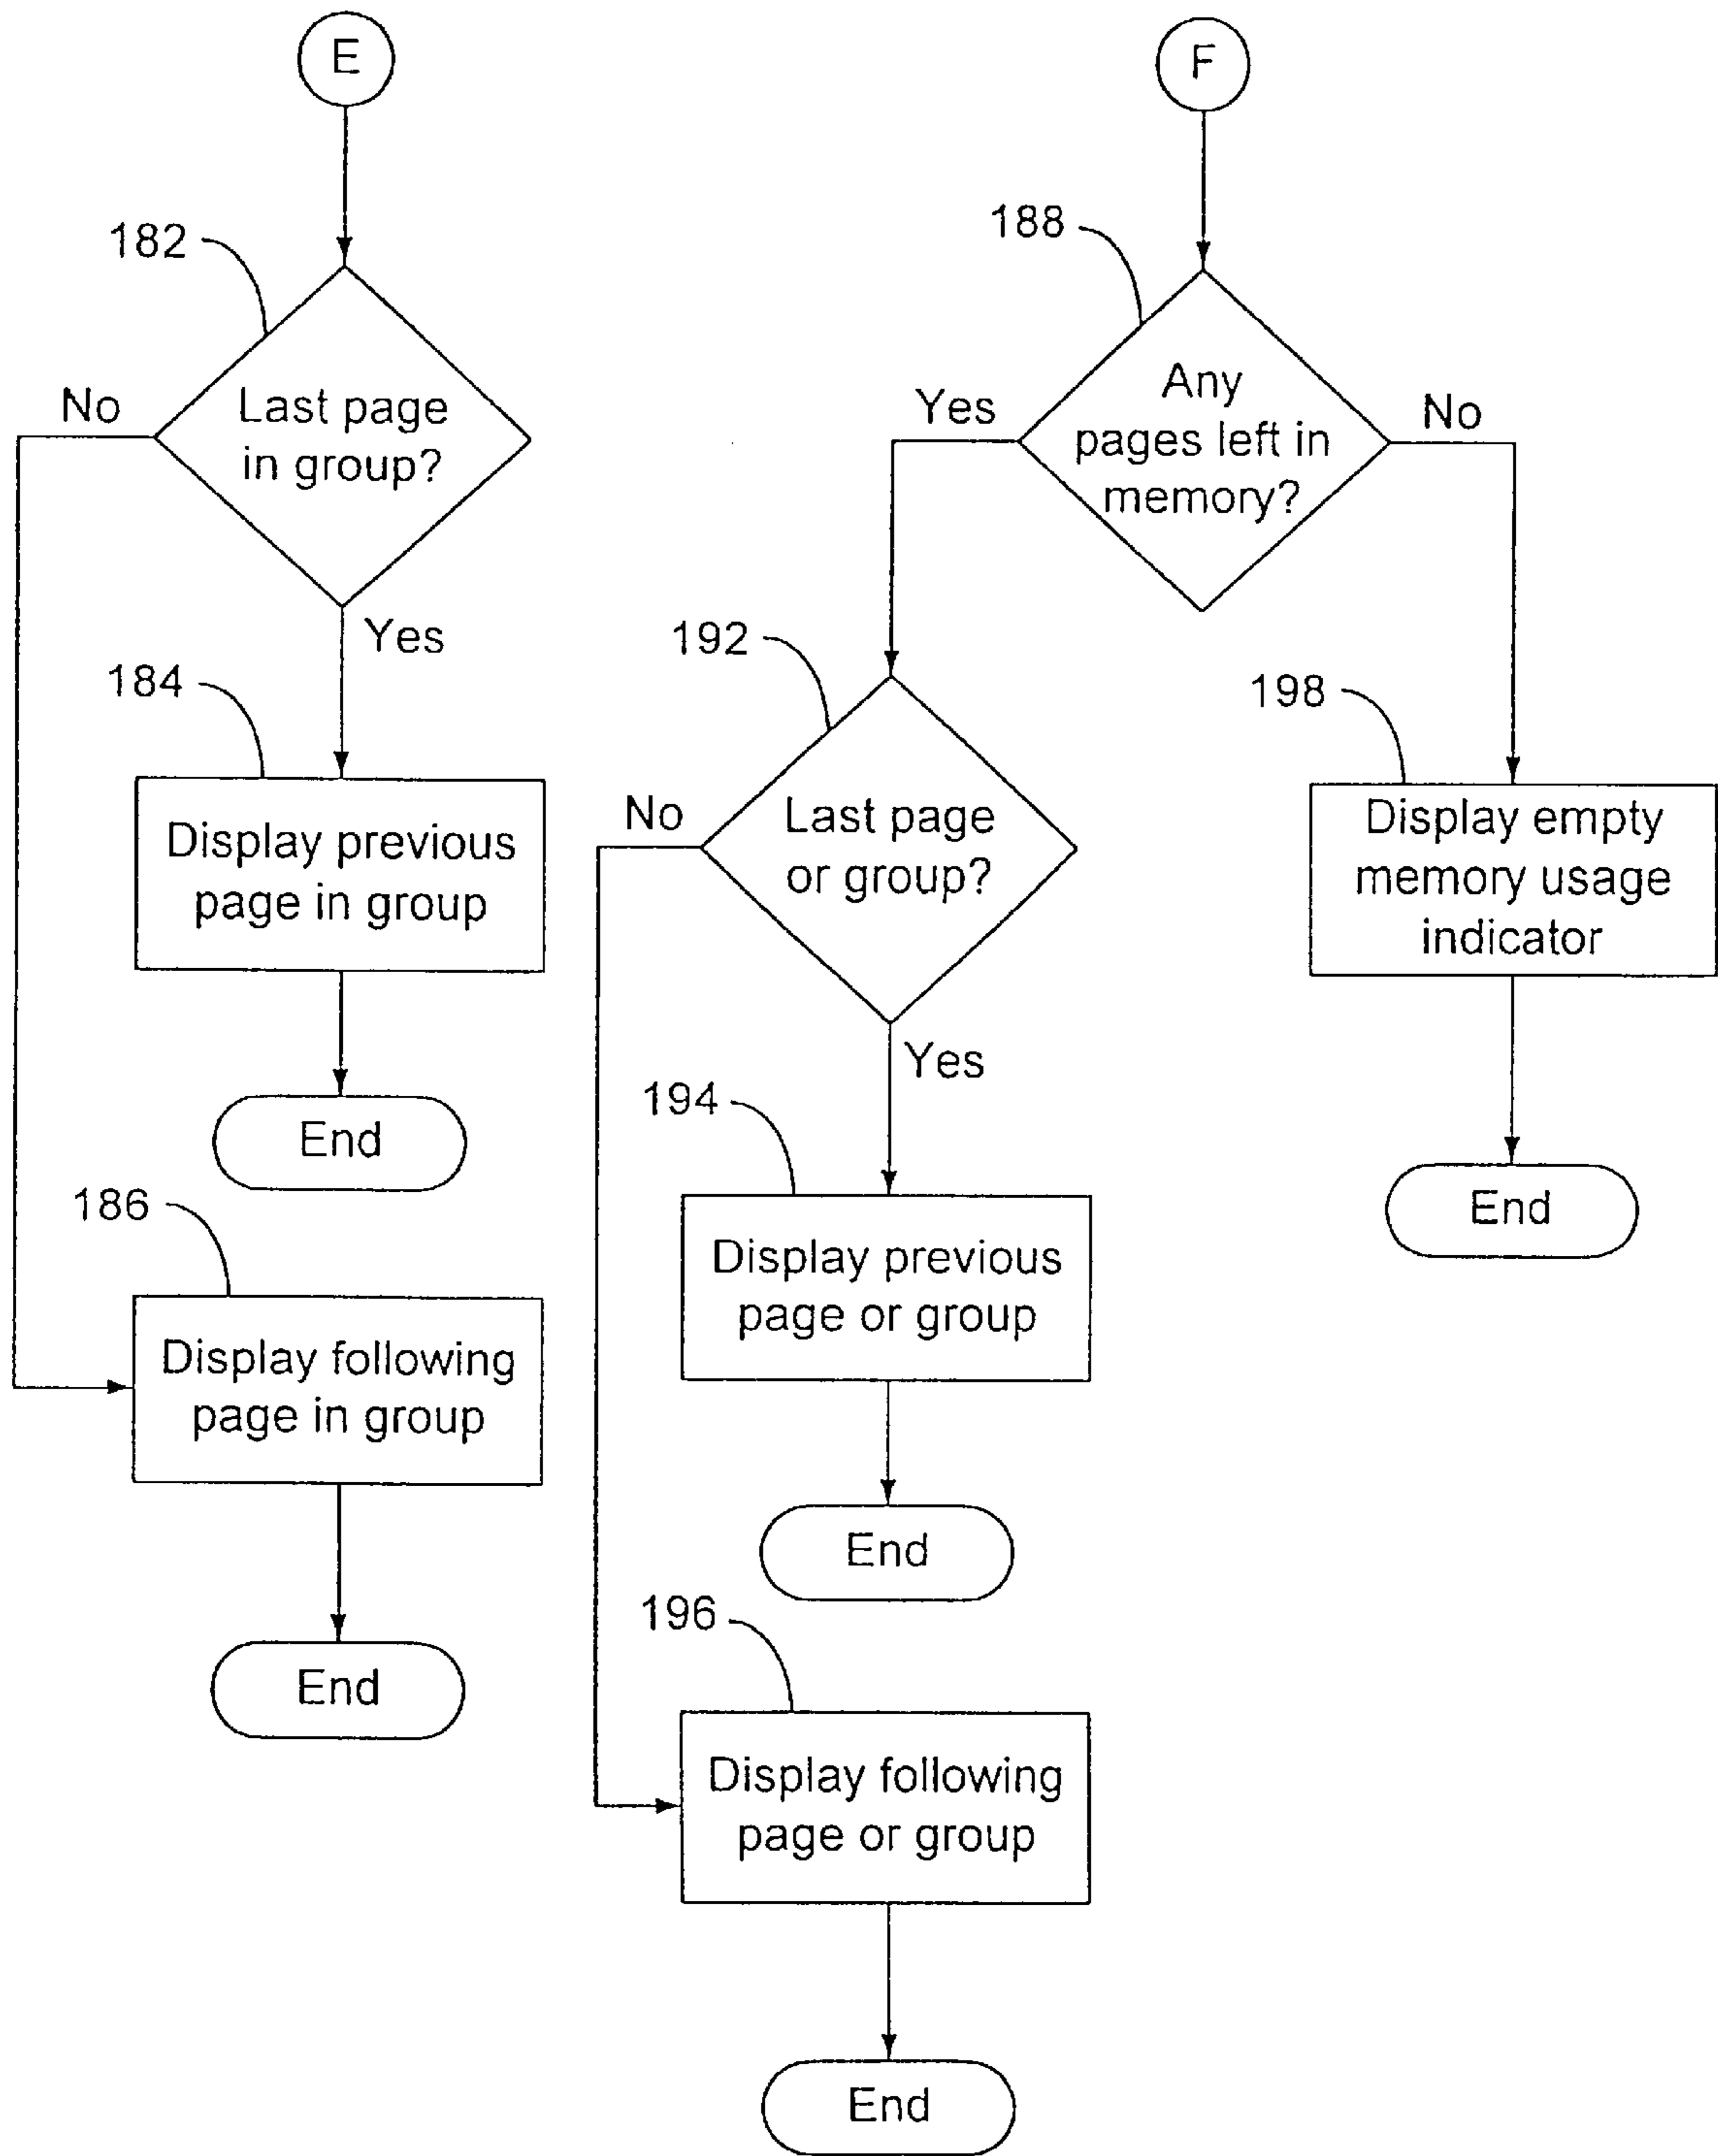 E
F
182
188
No
Last page
in group?
Yes
Any
pages left in
memory?
No
Yes
184
192
198
Display previous
page in group
No
Last page
or group?
Display empty
memory usage
indicator
Yes
End
194
End
186
Display previous
page or group
Display following
page in group
End
196
End
Display following
page or group
End